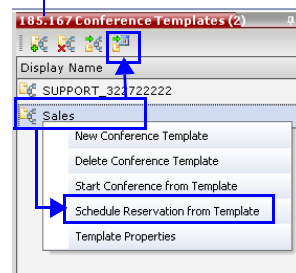 185.167 Conference Templates (2)
Display Name
SUPPORT_322722222
Sales
New Conference Template
Delete Conference Template
Start Conference from Template
Schedule Reservation from Template
Template Properties